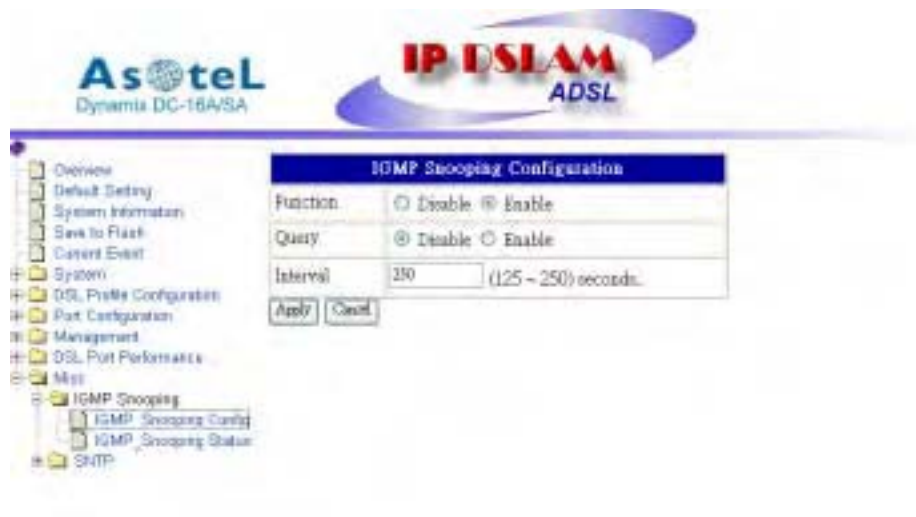 Asotel
Dynamix DC-16A/SA
IP DSLAM
ADSL
Overview
Default Setting
System Information
Save to Flash
Current Event
System
DSL Profile Configuration
Port Configuration
Management
DSL Port Performance
Misc
IGMP Snooping
IGMP_Snooping Config
IGMP_Snooping Status
SNTP
IGMP Snooping Configuration
Function Disable Enable
Query Disable Enable
Interval 250 (125 ~ 250) seconds.
Apply Cancel